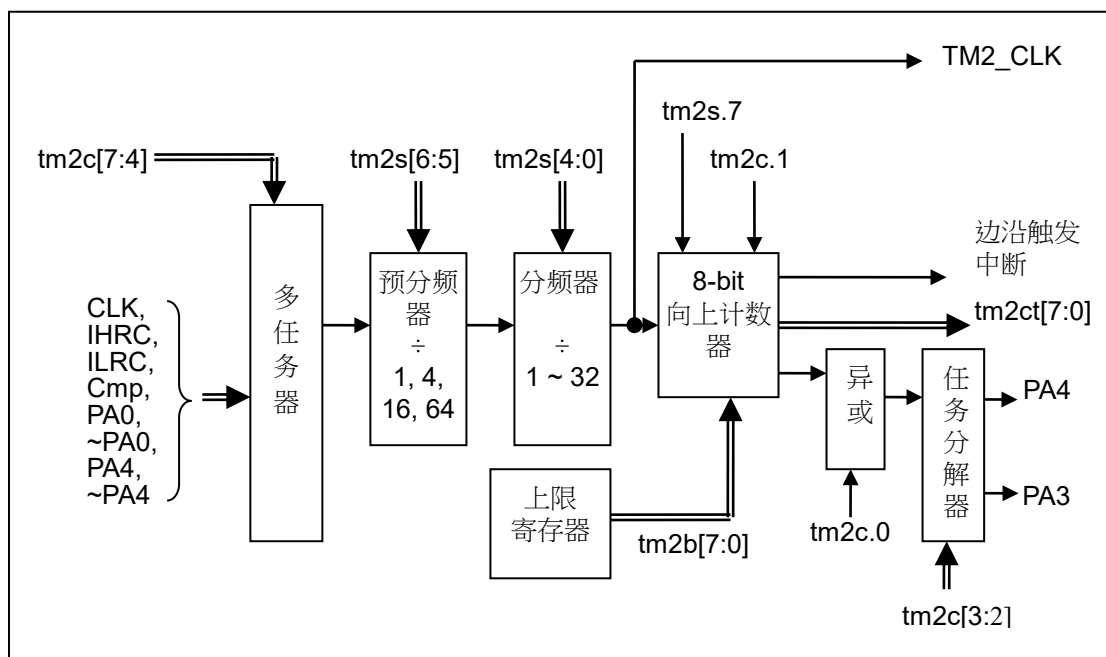 TM2_CLK
tm2s.7
tm2c[7:4]
tm2s[6:5]
tm2s[4:0]
tm2c.1
边沿触发
中断
tm2ct[7:0]
CLK,
IHRC,
ILRC,
Cmp,
PA0,
~PA0,
PA4,
~PA4
多
任
务
器
预分频
器
÷
1, 4,
16, 64
分频器
÷
1 ~ 32
8-bit
向上计数
器
异
或
任
务
分
解
器
PA4
PA3
上限
寄存器
tm2b[7:0]
tm2c.0
tm2c[3:2]